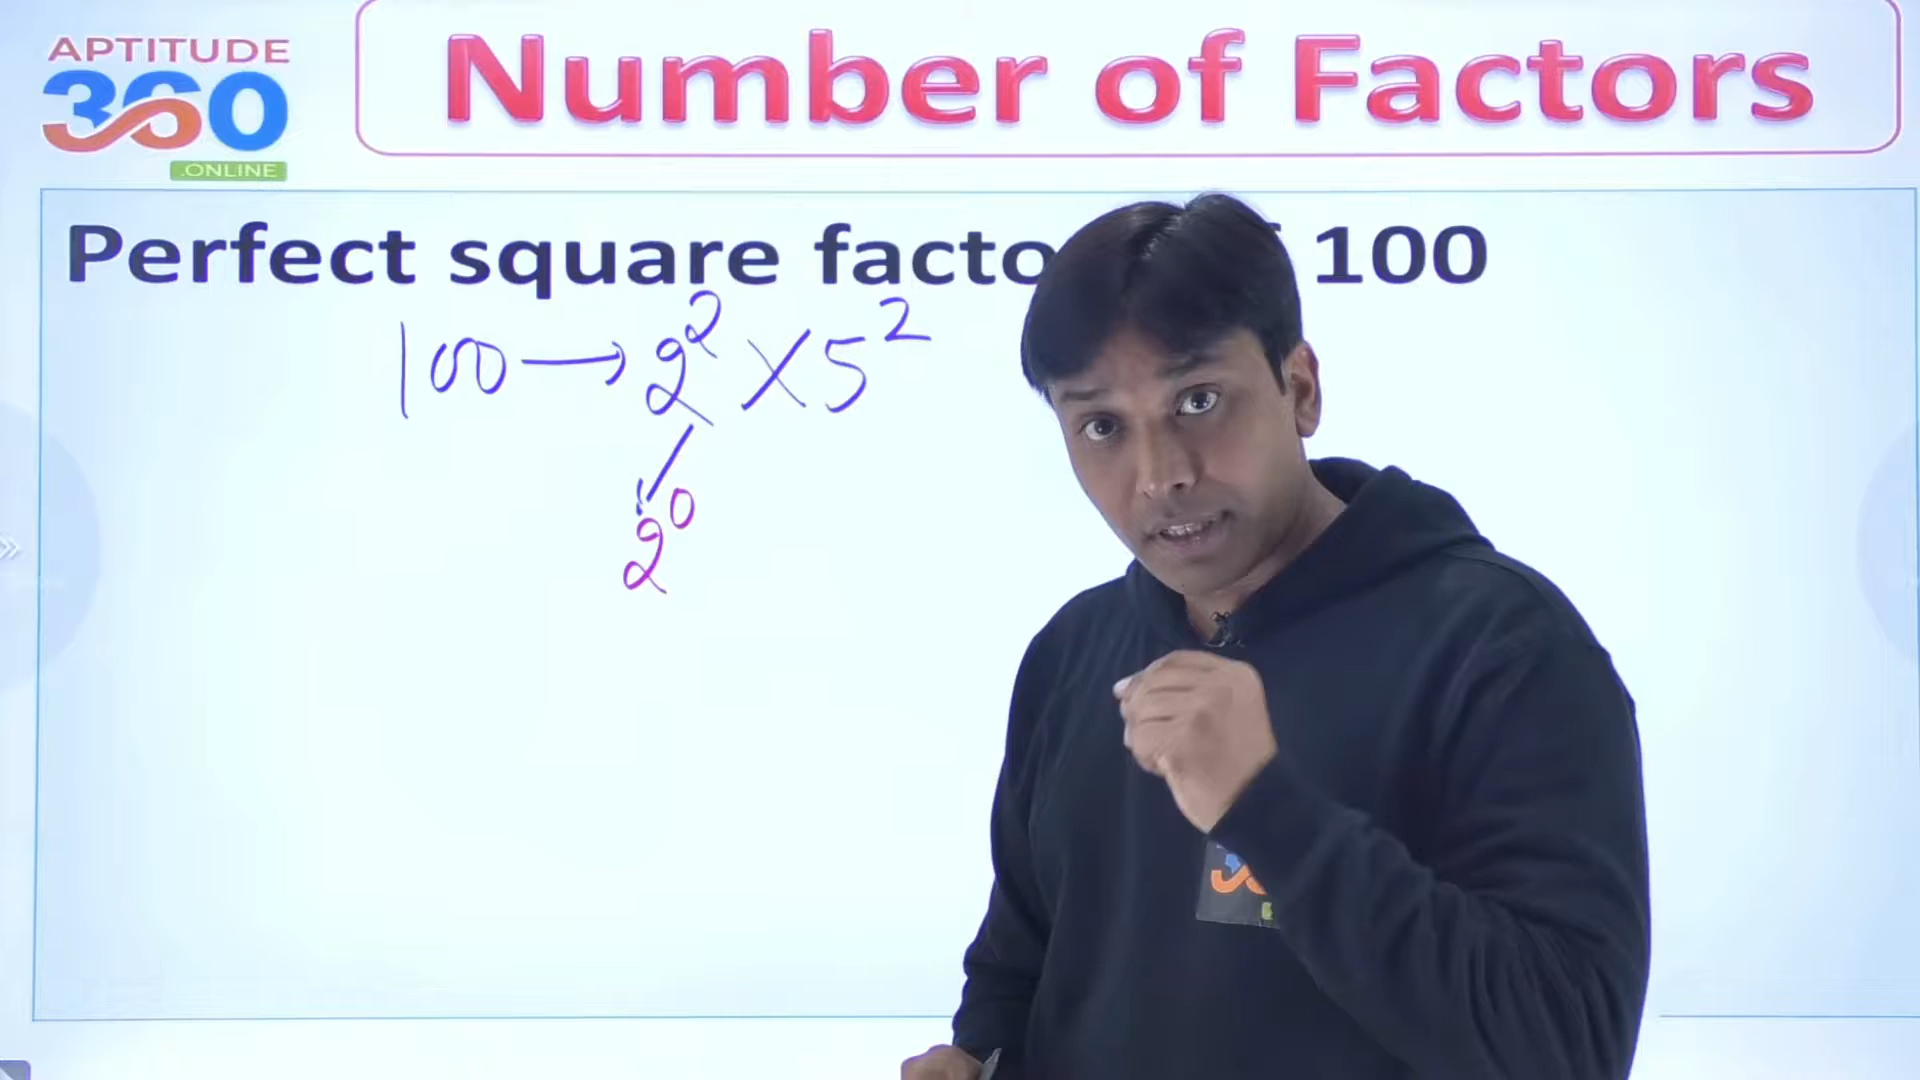 APTITUDE
360
.ONLINE
Number of Factors
Perfect square facto 100
100 → 2² × 5²
2⁰